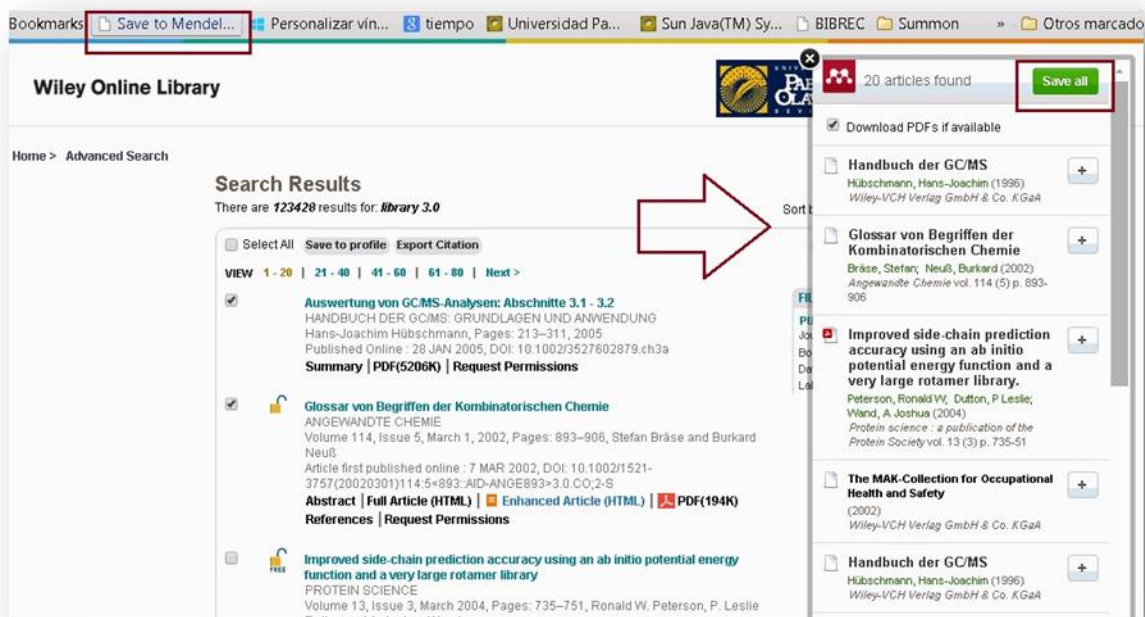 Bookmarks Save to Mendel... Personalizar vín... tiempo Universidad Pa... Sun Java(TM) Sy... BIBREC Summon » Otros marcado
Wiley Online Library
Home > Advanced Search
Search Results
There are 123428 results for: library 3.0
Sort
Select All Save to profile Export Citation
VIEW 1 - 20 | 21 - 40 | 41 - 60 | 61 - 80 | Next >
Auswertung von GC/MS-Analysen: Abschnitte 3.1 - 3.2
HANDBUCH DER GC/MS: GRUNDLAGEN UND ANWENDUNG
Hans-Joachim Hübschmann, Pages: 213–311, 2005
Published Online : 28 JAN 2005, DOI: 10.1002/3527602879.ch3a
Summary | PDF(5206K) | Request Permissions
Glossar von Begriffen der Kombinatorischen Chemie
ANGEWANDTE CHEMIE
Volume 114, Issue 5, March 1, 2002, Pages: 893–906, Stefan Bräse and Burkard
Neuß
Article first published online : 7 MAR 2002, DOI: 10.1002/1521-
3757(20020301)114:5<893::AID-ANGE893>3.0.CO;2-S
Abstract | Full Article (HTML) | Enhanced Article (HTML) | PDF(194K)
References | Request Permissions
FREE
Improved side-chain prediction accuracy using an ab initio potential energy
function and a very large rotamer library
PROTEIN SCIENCE
Volume 13, Issue 3, March 2004, Pages: 735–751, Ronald W. Peterson, P. Leslie
20 articles found Save all
Download PDFs if available
Handbuch der GC/MS
Hübschmann, Hans-Joachim (1996)
Wiley-VCH Verlag GmbH & Co. KGaA
Glossar von Begriffen der
Kombinatorischen Chemie
Bräse, Stefan; Neuß, Burkard (2002)
Angewandte Chemie vol. 114 (5) p. 893-
906
Improved side-chain prediction
accuracy using an ab initio
potential energy function and a
very large rotamer library.
Peterson, Ronald W; Dutton, P Leslie;
Wand, A Joshua (2004)
Protein science : a publication of the
Protein Society vol. 13 (3) p. 735-51
The MAK-Collection for Occupational
Health and Safety
(2002)
Wiley-VCH Verlag GmbH & Co. KGaA
Handbuch der GC/MS
Hübschmann, Hans-Joachim (1996)
Wiley-VCH Verlag GmbH & Co. KGaA